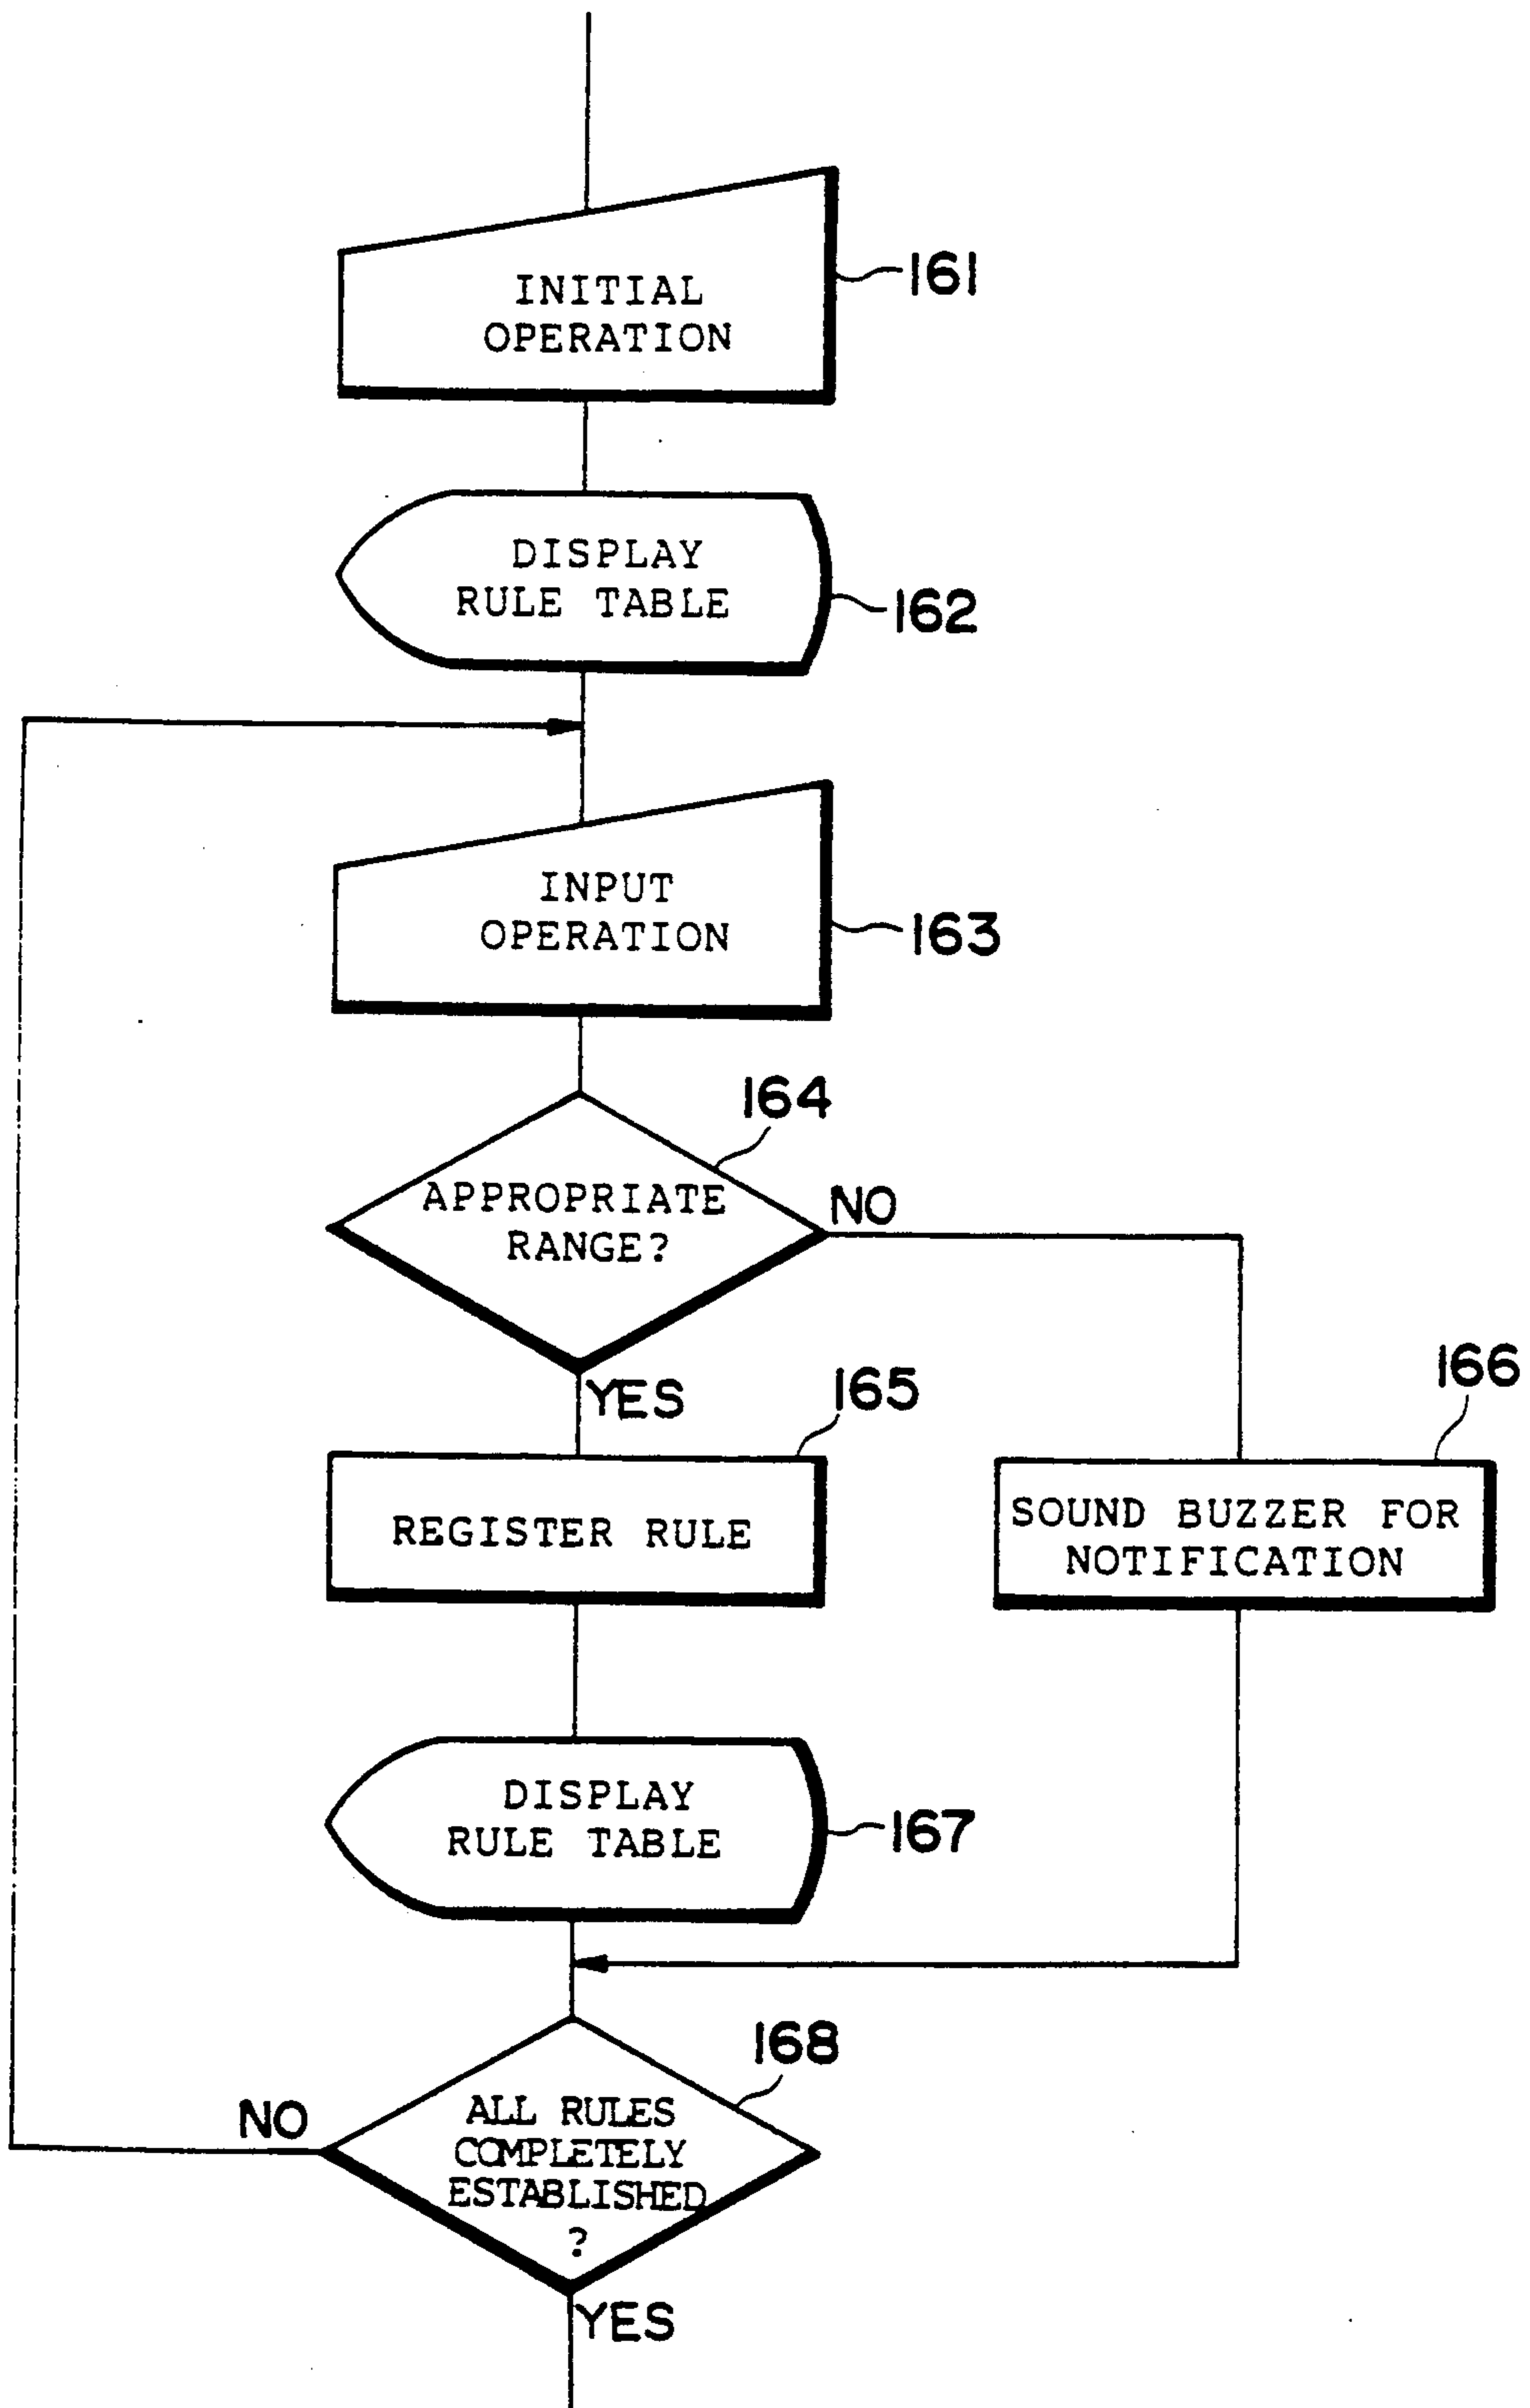 INITIAL
OPERATION
161
DISPLAY
RULE TABLE
162
INPUT
OPERATION
163
164
APPROPRIATE
RANGE?
NO
YES
165
166
REGISTER RULE
SOUND BUZZER FOR
NOTIFICATION
DISPLAY
RULE TABLE
167
168
NO
ALL RULES
COMPLETELY
ESTABLISHED
?
YES